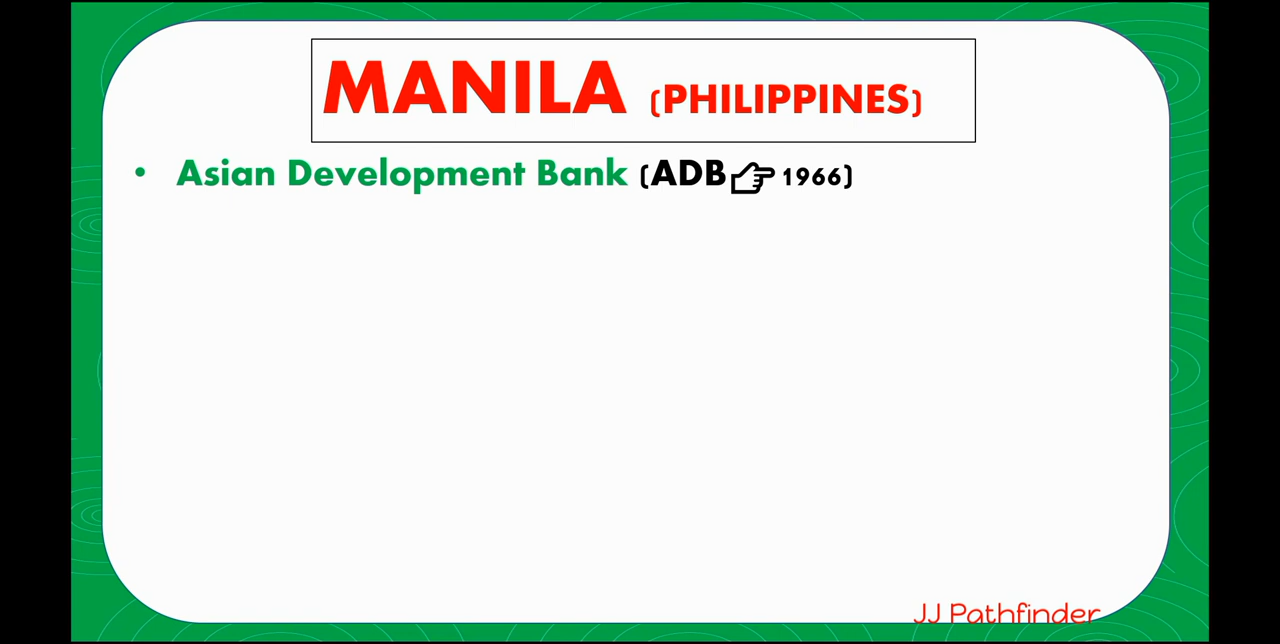 MANILA (PHILIPPINES)
• Asian Development Bank (ADB👉 1966)
JJ Pathfinder